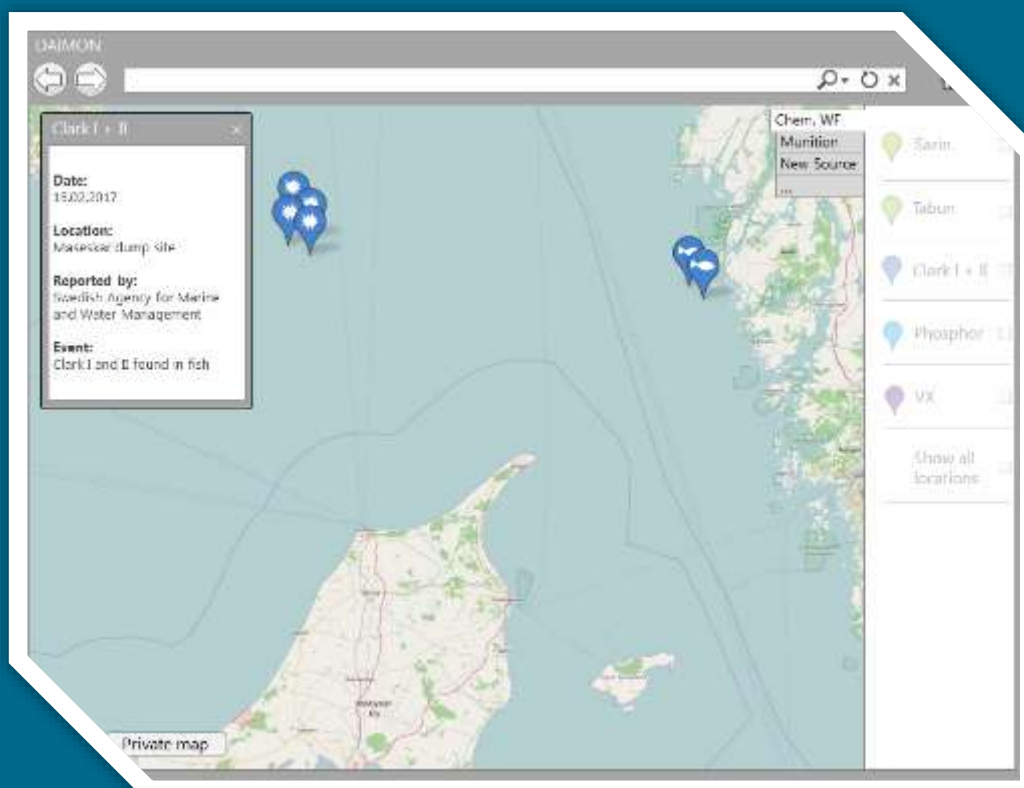 DAIMON
Clark I + II
Date:
15.02.2017
Location:
Maseskar dump site
Reported by:
Swedish Agency for Marine
and Water Management
Event:
Clark I and II found in fish
Chem. WF
Munition
New Source
...
Sarin
Tabun
Clark I + II
Phosphor
VX
Show all
locations
Private map